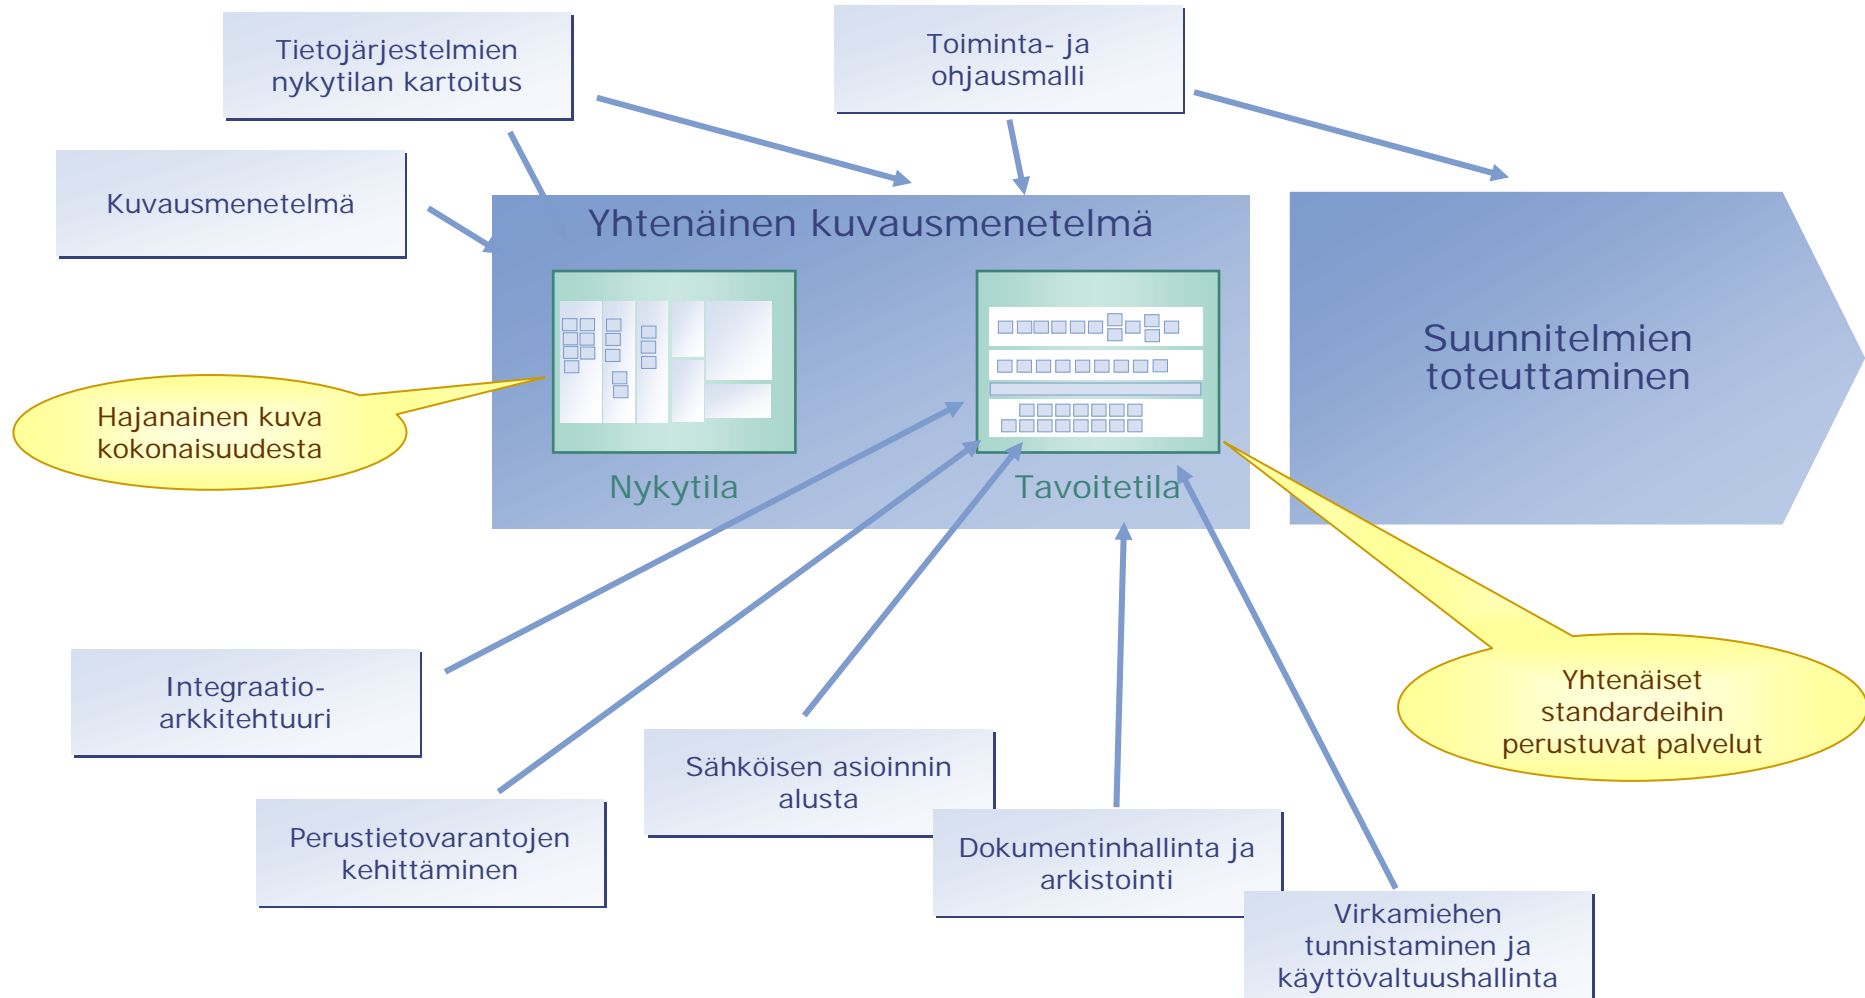 Tietojärjestelmien
nykytilan kartoitus
Toiminta- ja
ohjausmalli
Kuvausmenetelmä
Yhtenäinen kuvausmenetelmä
Suunnitelmien
toteuttaminen
Hajanainen kuva
kokonaisuudesta
Nykytila
Tavoitetila
Integraatio-
arkkitehtuuri
Yhtenäiset
standardeihin
perustuvat palvelut
Sähköisen asioinnin
alusta
Perustietovarantojen
kehittäminen
Dokumentinhallinta ja
arkistointi
Virkamiehen
tunnistaminen ja
käyttövaltuushallinta